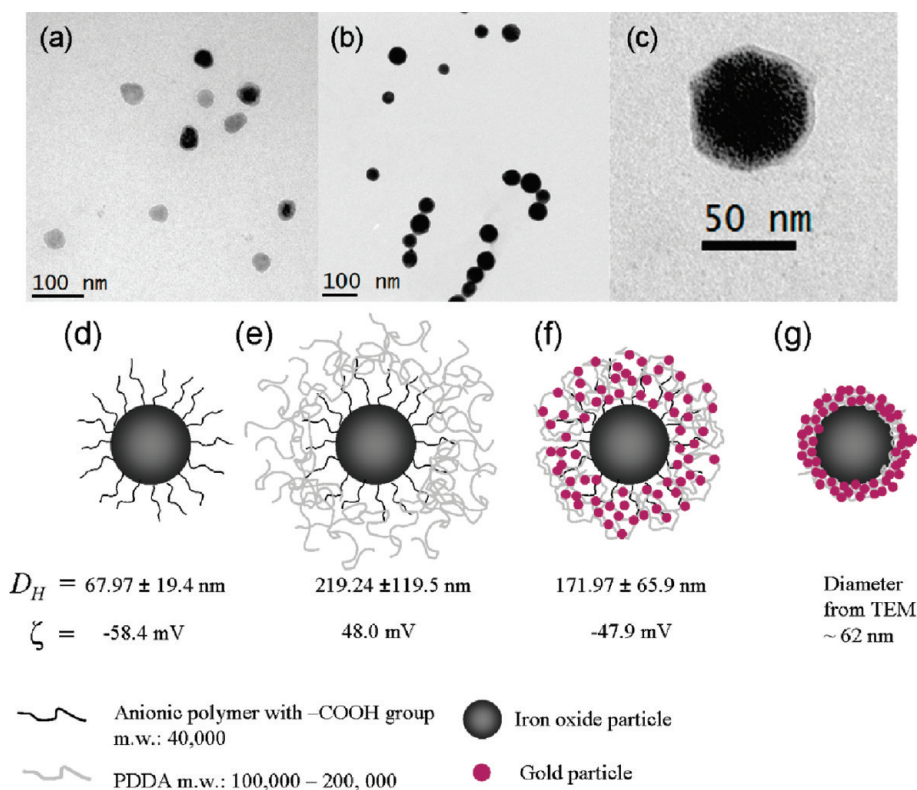 (a)
(b)
(c)
100 nm
100 nm
50 nm
(d)
(e)
(f)
(g)
D_H = 67.97 ± 19.4 nm
219.24 ±119.5 nm
171.97 ± 65.9 nm
Diameter
from TEM
~ 62 nm
ζ = -58.4 mV
48.0 mV
-47.9 mV
Anionic polymer with –COOH group
m.w.: 40,000
Iron oxide particle
PDDA m.w.: 100,000 – 200, 000
Gold particle